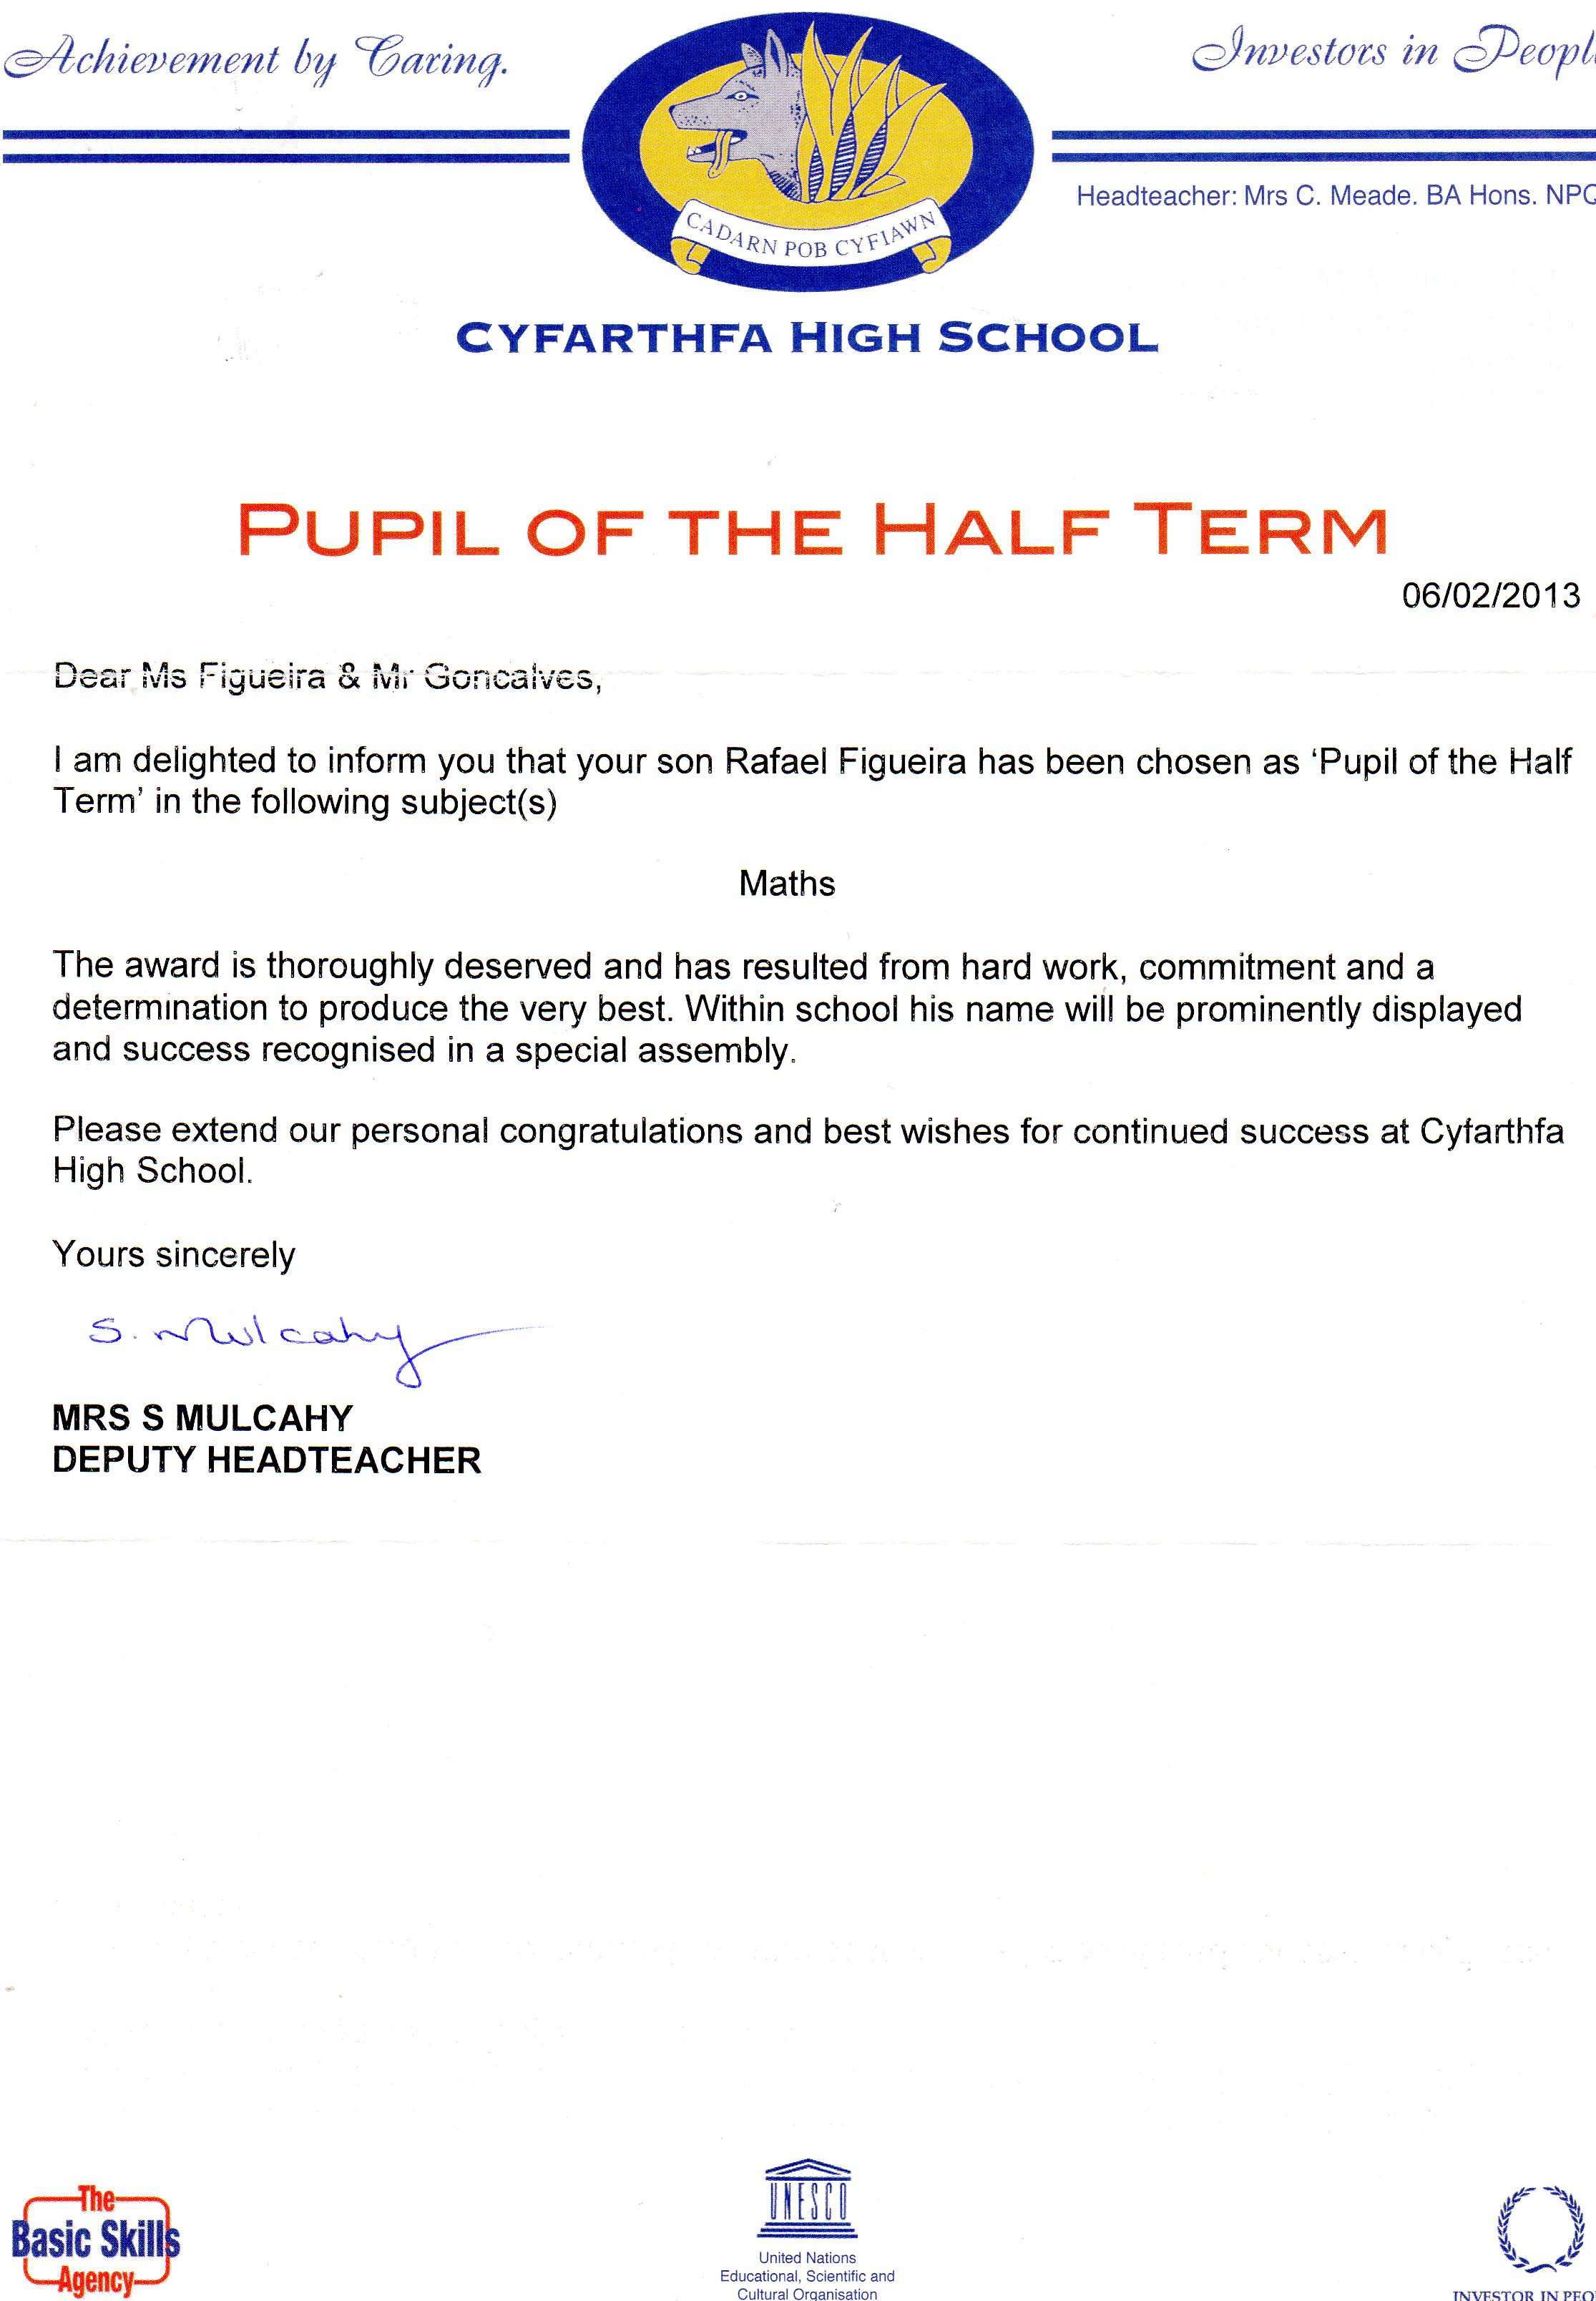 Achievement by Caring.
Investors in Peopl
Headteacher: Mrs C. Meade. BA Hons. NPQ
CADARN POB CYFIAWN
CYFARTHFA HIGH SCHOOL
PUPIL OF THE HALF TERM
06/02/2013
Dear Ms Figueira & Mr Goncalves,
I am delighted to inform you that your son Rafael Figueira has been chosen as ‘Pupil of the Half
Term’ in the following subject(s)
Maths
The award is thoroughly deserved and has resulted from hard work, commitment and a
determination to produce the very best. Within school his name will be prominently displayed
and success recognised in a special assembly.
Please extend our personal congratulations and best wishes for continued success at Cyfarthfa
High School.
Yours sincerely
S. Mulcahy
MRS S MULCAHY
DEPUTY HEADTEACHER
The
Basic Skills
Agency
UNESCO
United Nations
Educational, Scientific and
Cultural Organisation
INVESTOR IN PEO